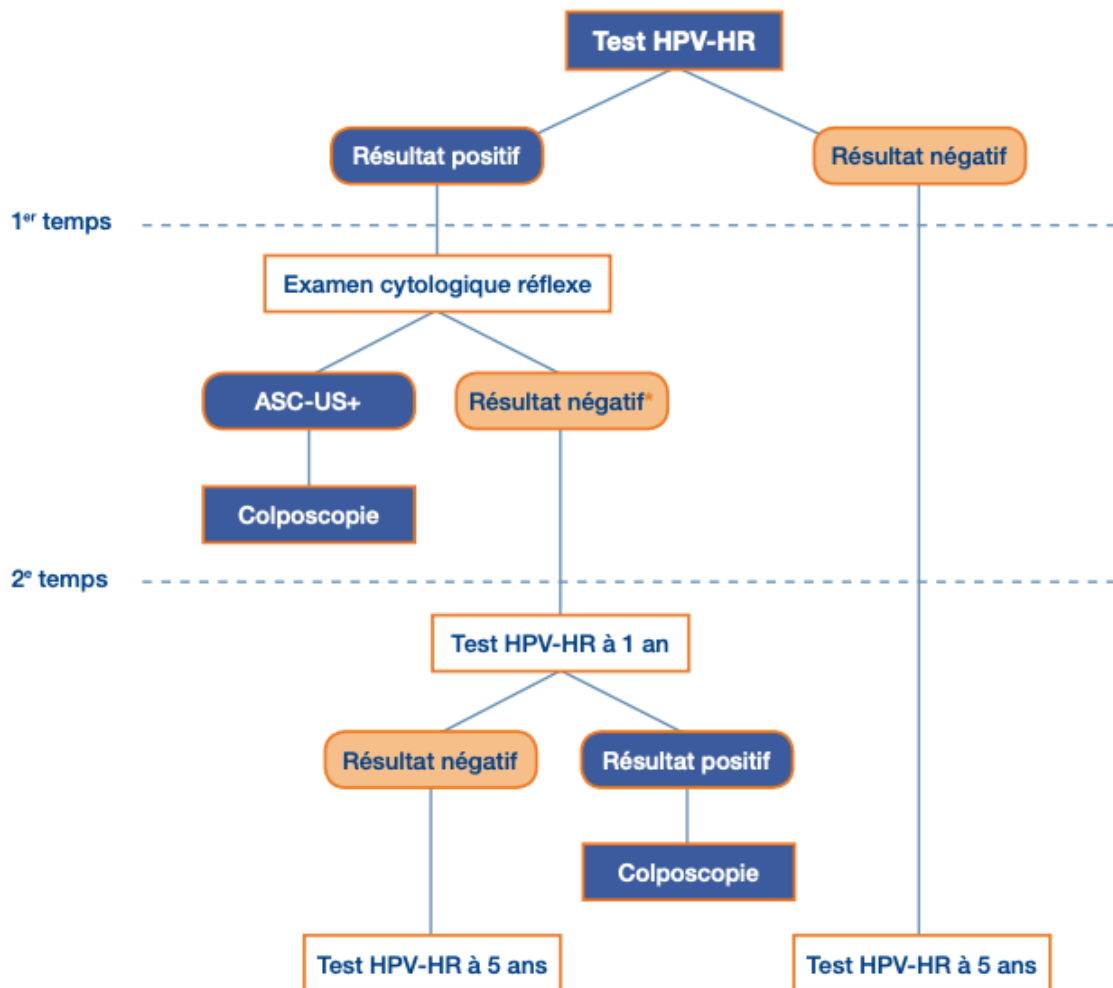 Test HPV-HR
Résultat positif
Résultat négatif
1er temps
Examen cytologique réflexe
ASC-US+
Résultat négatif*
Colposcopie
2e temps
Test HPV-HR à 1 an
Résultat négatif
Résultat positif
Colposcopie
Test HPV-HR à 5 ans
Test HPV-HR à 5 ans